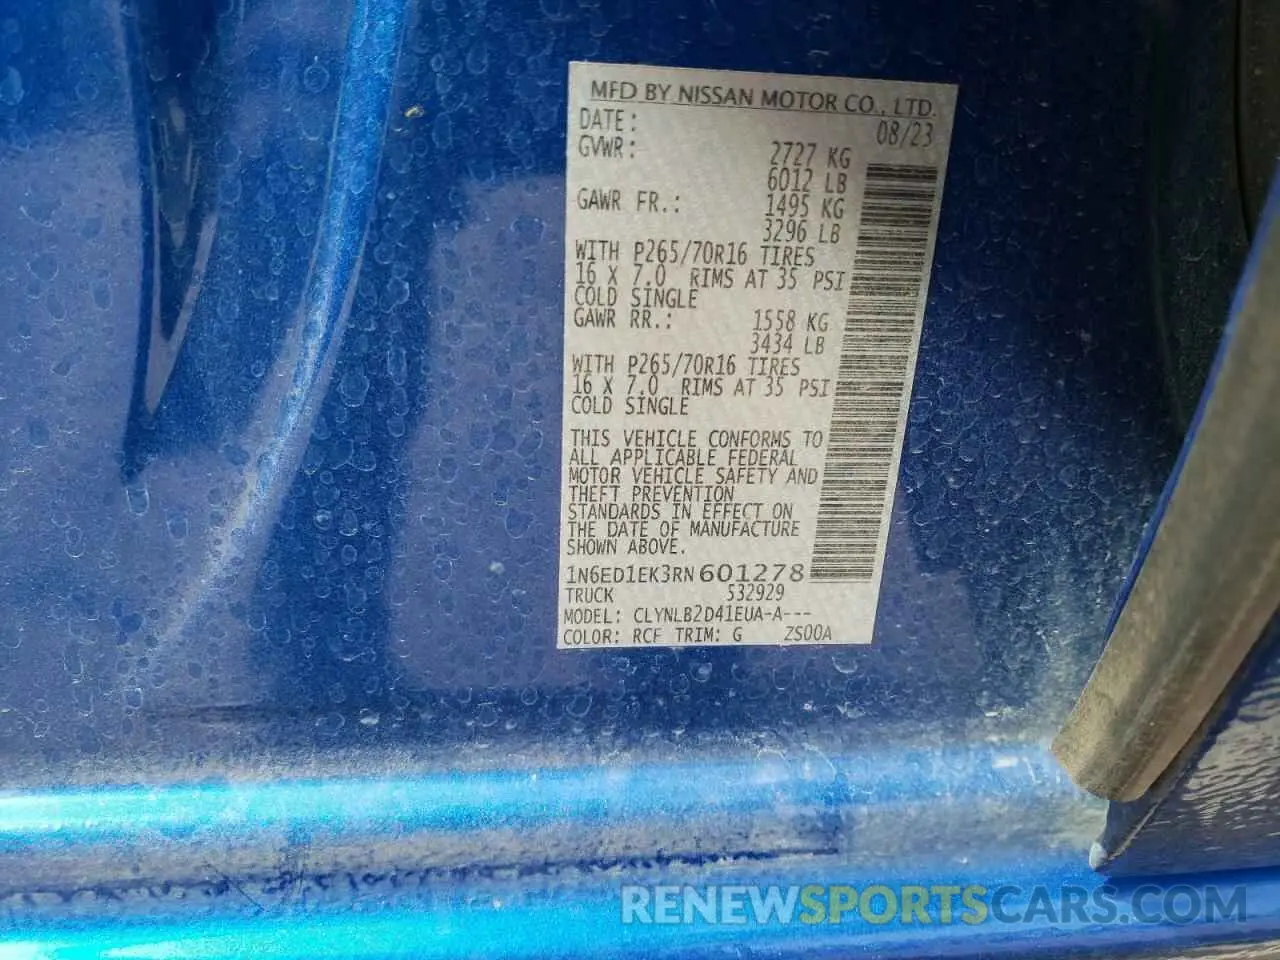 MFD BY NISSAN MOTOR CO., LTD.
DATE: 08/23
GVWR: 2727 KG
6012 LB
GAWR FR.: 1495 KG
3296 LB
WITH P265/70R16 TIRES
16 X 7.0 RIMS AT 35 PSI
COLD SINGLE
GAWR RR.: 1558 KG
3434 LB
WITH P265/70R16 TIRES
16 X 7.0 RIMS AT 35 PSI
COLD SINGLE
THIS VEHICLE CONFORMS TO
ALL APPLICABLE FEDERAL
MOTOR VEHICLE SAFETY AND
THEFT PREVENTION
STANDARDS IN EFFECT ON
THE DATE OF MANUFACTURE
SHOWN ABOVE.
1N6ED1EK3RN601278
TRUCK 532929
MODEL: CLYNLB2D41EUA-A---
COLOR: RCF TRIM: G ZS00A
RENEWSPORTSCARS.COM